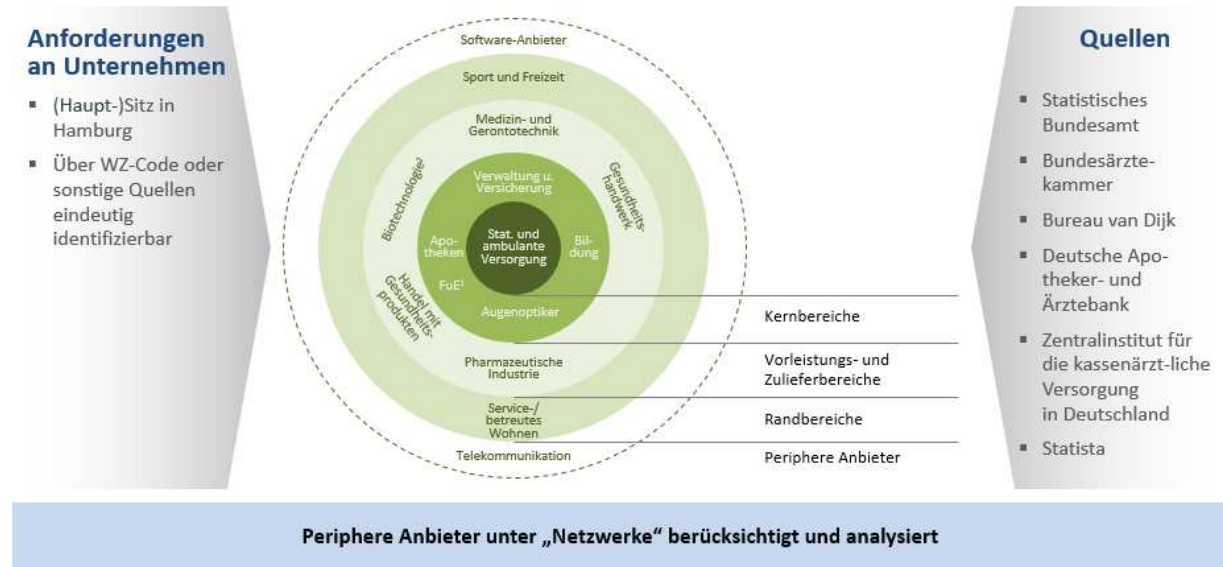 Anforderungen
an Unternehmen
▪ (Haupt-)Sitz in
Hamburg
▪ Über WZ-Code oder
sonstige Quellen
eindeutig
identifizierbar
Software-Anbieter
Sport und Freizeit
Medizin- und
Gerontotechnik
Biotechnologie²
Gesundheits-
handwerk
Verwaltung u.
Versicherung
Apo-
theken
Stat. und
ambulante
Versorgung
Bil-
dung
FuE¹
Augenoptiker
Handel mit
Gesundheits-
produkten
Pharmazeutische
Industrie
Service-/
betreutes
Wohnen
Telekommunikation
Kernbereiche
Vorleistungs- und
Zulieferbereiche
Randbereiche
Periphere Anbieter
Quellen
▪ Statistisches
Bundesamt
▪ Bundesärzte-
kammer
▪ Bureau van Dijk
▪ Deutsche Apo-
theker- und
Ärztebank
▪ Zentralinstitut für
die kassenärzt-liche
Versorgung
in Deutschland
▪ Statista
Periphere Anbieter unter „Netzwerke“ berücksichtigt und analysiert